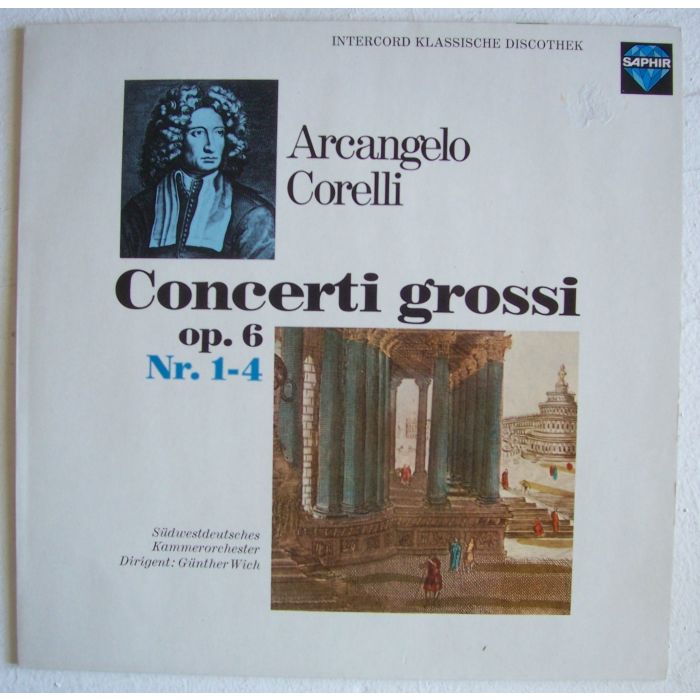 INTERCORD KLASSISCHE DISCOTHEK
SAPHIR
Arcangelo
Corelli
Concerti grossi
op. 6
Nr. 1-4
Südwestdeutsches
Kammerorchester
Dirigent: Günther Wich